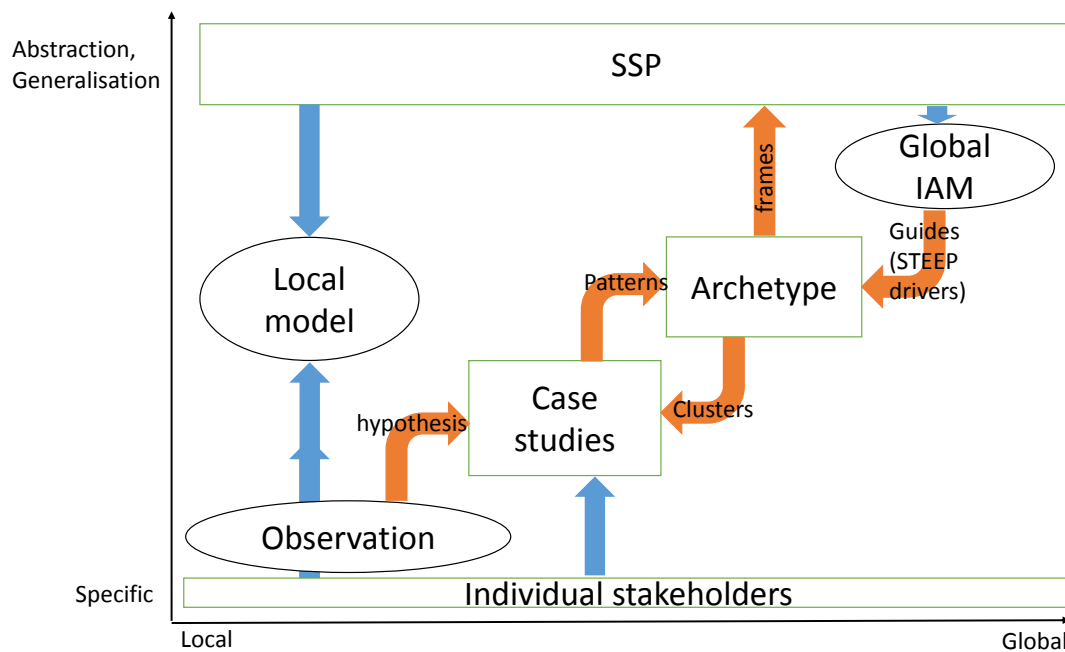 Abstraction,
Generalisation
SSP
Global
IAM
frames
Guides
(STEEP
drivers)
Local
model
Patterns
Archetype
Case
studies
Clusters
hypothesis
Observation
Specific
Individual stakeholders
Local
Global